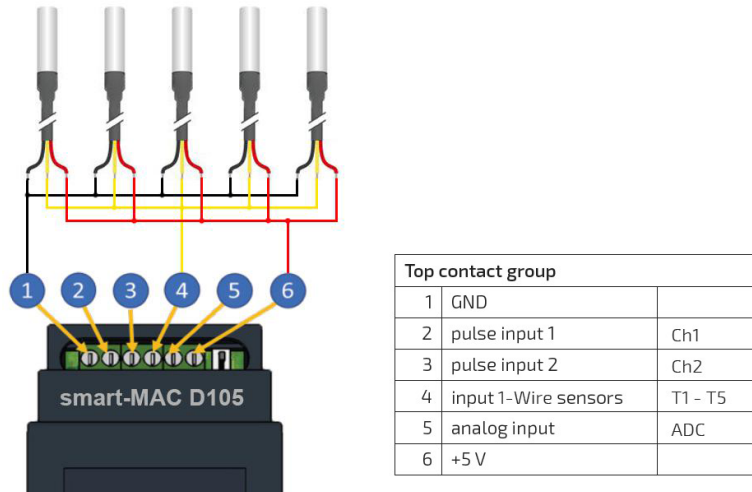 1 2 3 4 5 6
smart-MAC D105
Top contact group
1 GND
2 pulse input 1 Ch1
3 pulse input 2 Ch2
4 input 1-Wire sensors T1 - T5
5 analog input ADC
6 +5 V